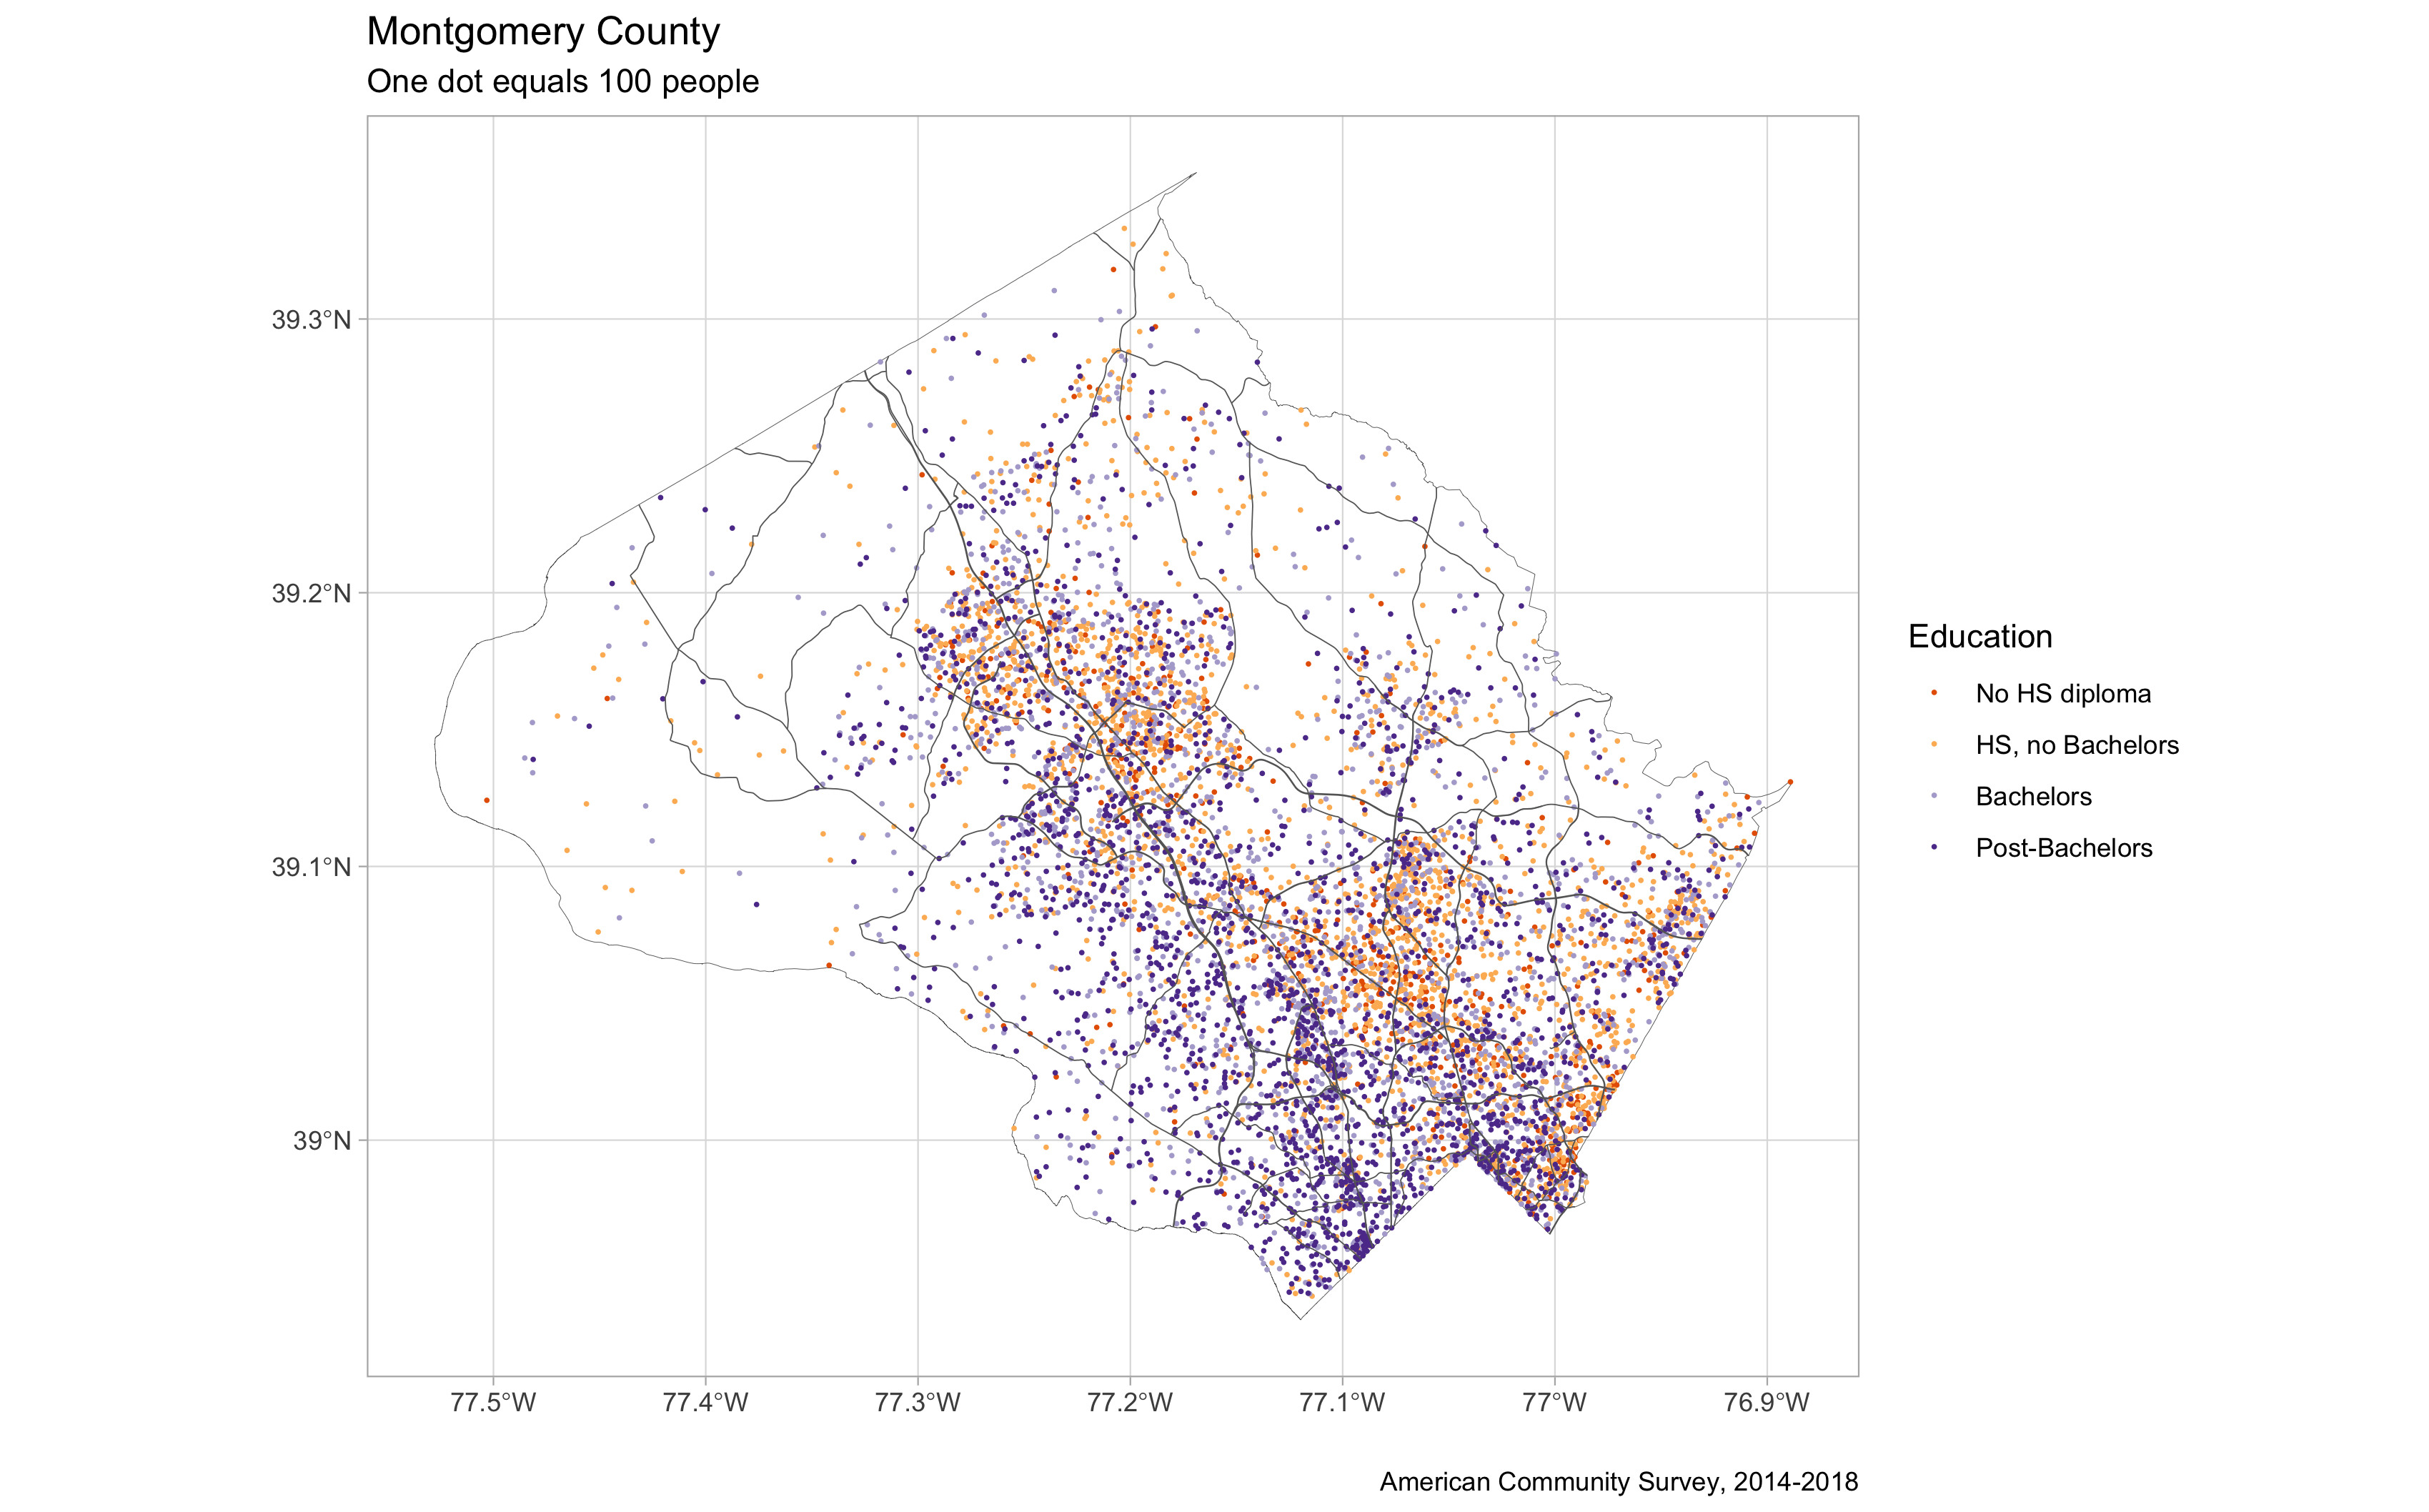 Montgomery County
One dot equals 100 people
39.3°N
39.2°N
39.1°N
39°N
77.5°W
77.4°W
77.3°W
77.2°W
77.1°W
77°W
76.9°W
Education
No HS diploma
HS, no Bachelors
Bachelors
Post-Bachelors
American Community Survey, 2014-2018